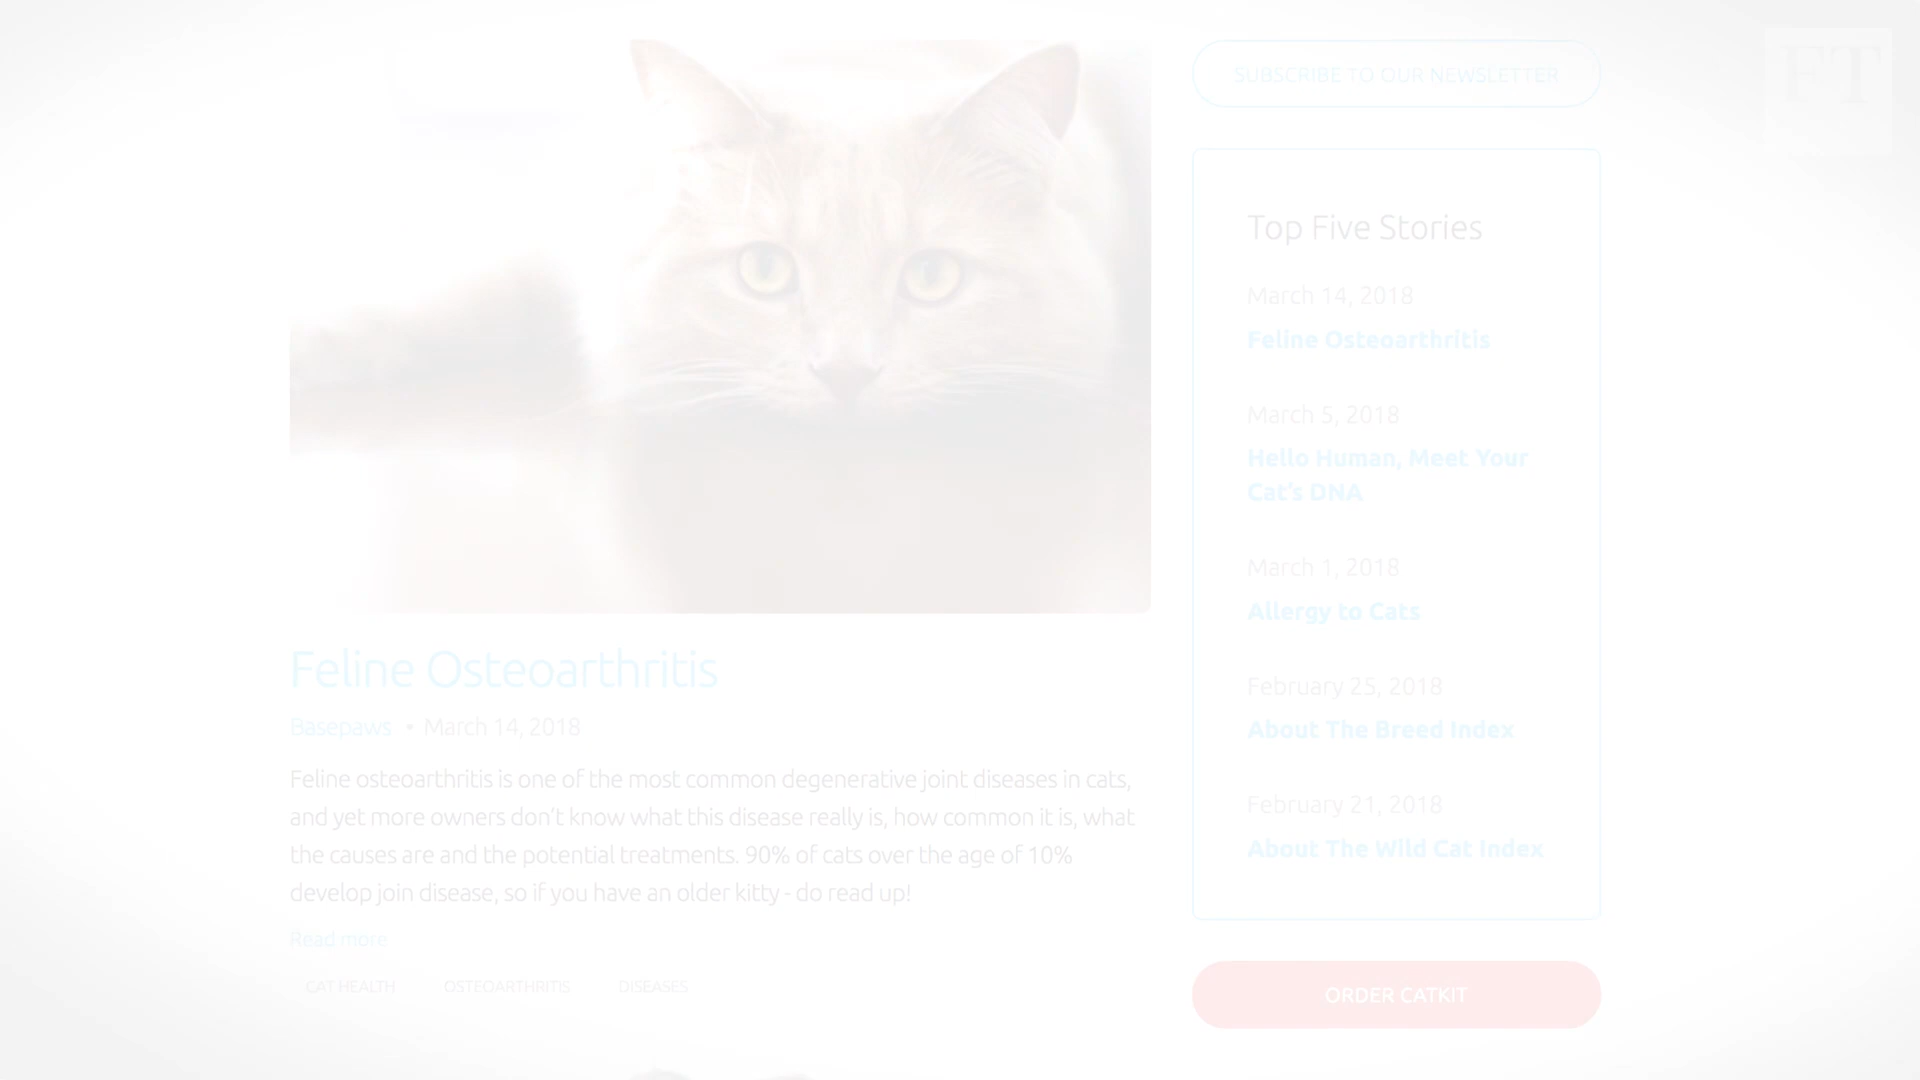 FT
SUBSCRIBE TO OUR NEWSLETTER
Top Five Stories
March 14, 2018
Feline Osteoarthritis
March 5, 2018
Hello Human, Meet Your
Cat's DNA
March 1, 2018
Allergy to Cats
February 25, 2018
About The Breed Index
February 21, 2018
About The Wild Cat Index
ORDER CATKIT
Feline Osteoarthritis
Basepaws • March 14, 2018
Feline osteoarthritis is one of the most common degenerative joint diseases in cats,
and yet more owners don't know what this disease really is, how common it is, what
the causes are and the potential treatments. 90% of cats over the age of 10%
develop join disease, so if you have an older kitty - do read up!
Read more
CAT HEALTH OSTEOARTHRITIS DISEASES